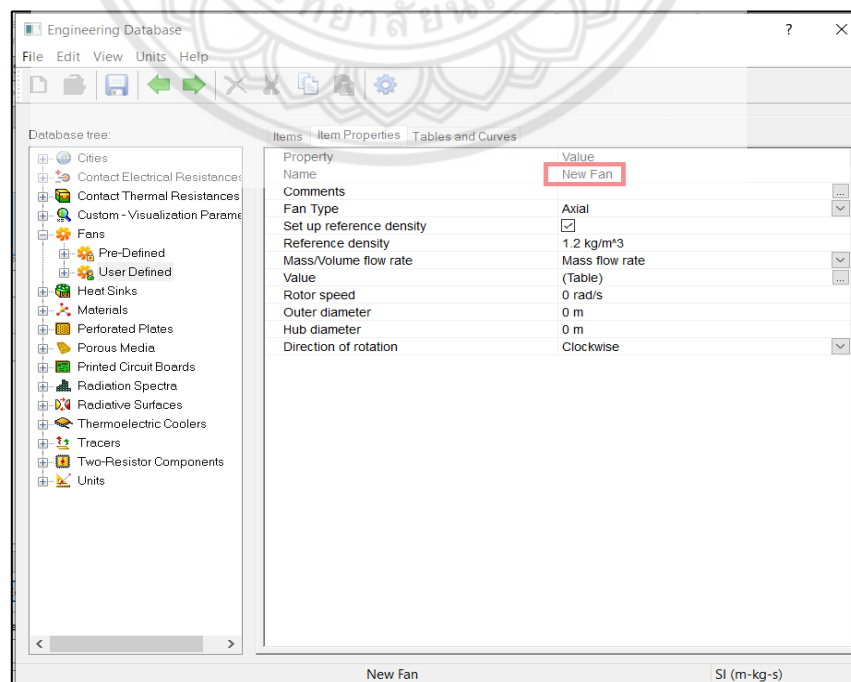 Engineering Database ? ×
File Edit View Units Help
Database tree:
Items Item Properties Tables and Curves
Cities
Contact Electrical Resistances
Contact Thermal Resistances
Custom - Visualization Parame
Fans
Pre-Defined
User Defined
Heat Sinks
Materials
Perforated Plates
Porous Media
Printed Circuit Boards
Radiation Spectra
Radiative Surfaces
Thermoelectric Coolers
Tracers
Two-Resistor Components
Units
Property Value
Name New Fan
Comments ...
Fan Type Axial
Set up reference density
Reference density 1.2 kg/m^3
Mass/Volume flow rate Mass flow rate
Value (Table) ...
Rotor speed 0 rad/s
Outer diameter 0 m
Hub diameter 0 m
Direction of rotation Clockwise
New Fan SI (m-kg-s)